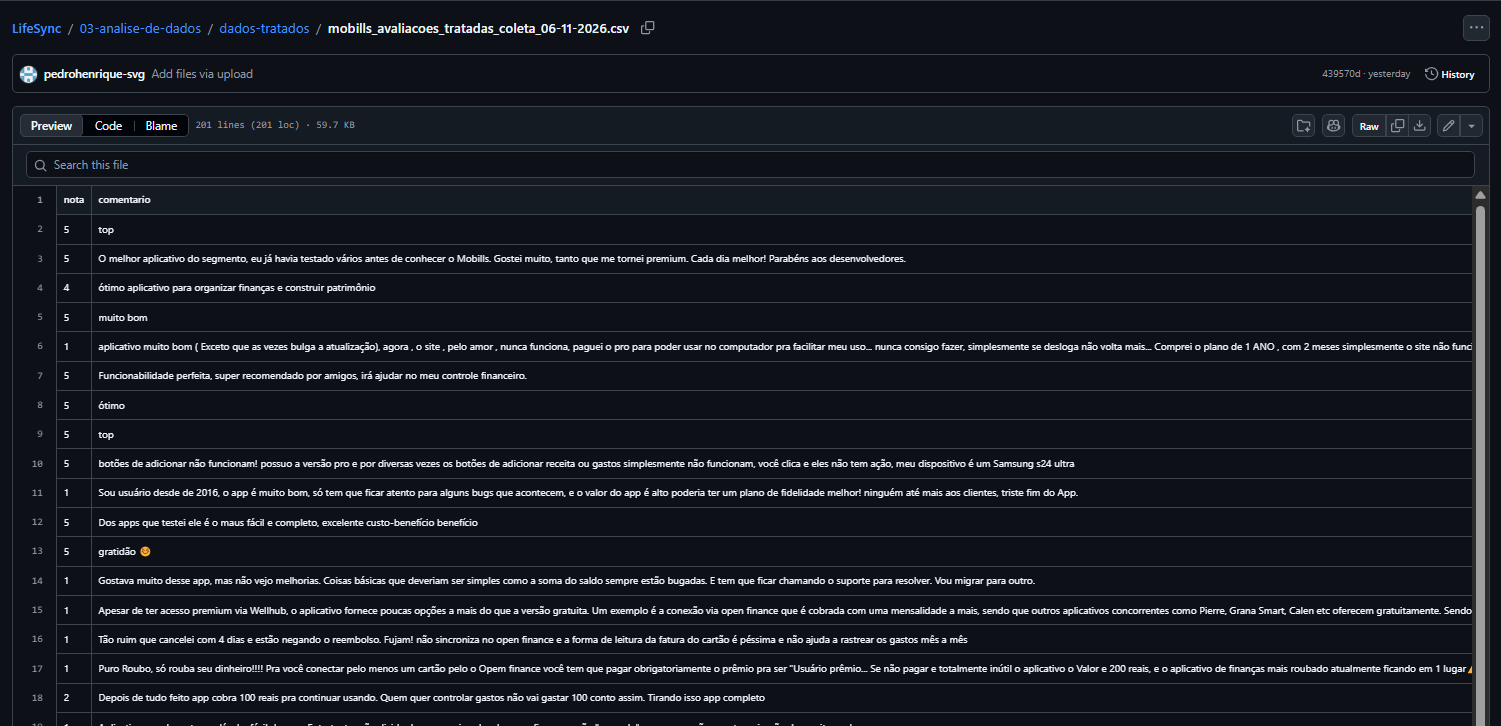 LifeSync / 03-analise-de-dados / dados-tratados / mobills_avaliacoes_tratadas_coleta_06-11-2026.csv
pedrohenrique-svg Add files via upload 439570d · yesterday History
Preview Code Blame 201 lines (201 loc) · 59.7 KB Raw
Search this file
1 nota comentario
2 5 top
3 5 O melhor aplicativo do segmento, eu já havia testado vários antes de conhecer o Mobills. Gostei muito, tanto que me tornei premium. Cada dia melhor! Parabéns aos desenvolvedores.
4 4 ótimo aplicativo para organizar finanças e construir patrimônio
5 5 muito bom
6 1 aplicativo muito bom ( Exceto que as vezes bulga a atualização), agora , o site , pelo amor , nunca funciona, paguei o pro para poder usar no computador pra facilitar meu uso... nunca consigo fazer, simplesmente se desloga não volta mais... Comprei o plano de 1 ANO , com 2 meses simplesmente o site não func
7 5 Funcionabilidade perfeita, super recomendado por amigos, irá ajudar no meu controle financeiro.
8 5 ótimo
9 5 top
10 5 botões de adicionar não funcionam! possuo a versão pro e por diversas vezes os botões de adicionar receita ou gastos simplesmente não funcionam, você clica e eles não tem ação, meu dispositivo é um Samsung s24 ultra
11 1 Sou usuário desde de 2016, o app é muito bom, só tem que ficar atento para alguns bugs que acontecem, e o valor do app é alto poderia ter um plano de fidelidade melhor! ninguém até mais aos clientes, triste fim do App.
12 5 Dos apps que testei ele é o maus fácil e completo, excelente custo-benefício benefício
13 5 gratidão 😊
14 1 Gostava muito desse app, mas não vejo melhorias. Coisas básicas que deveriam ser simples como a soma do saldo sempre estão bugadas. E tem que ficar chamando o suporte para resolver. Vou migrar para outro.
15 1 Apesar de ter acesso premium via Wellhub, o aplicativo fornece poucas opções a mais do que a versão gratuita. Um exemplo é a conexão via open finance que é cobrada com uma mensalidade a mais, sendo que outros aplicativos concorrentes como Pierre, Grana Smart, Calen etc oferecem gratuitamente. Sendo
16 1 Tão ruim que cancelei com 4 dias e estão negando o reembolso. Fujam! não sincroniza no open finance e a forma de leitura da fatura do cartão é péssima e não ajuda a rastrear os gastos mês a mês
17 1 Puro Roubo, só rouba seu dinheiro!!!! Pra você conectar pelo menos um cartão pelo o Opem finance você tem que pagar obrigatoriamente o prêmio pra ser "Usuário prêmio... Se não pagar e totalmente inútil o aplicativo o Valor e 200 reais, e o aplicativo de finanças mais roubado atualmente ficando em 1 lugar
18 2 Depois de tudo feito app cobra 100 reais pra continuar usando. Quem quer controlar gastos não vai gastar 100 conto assim. Tirando isso app completo